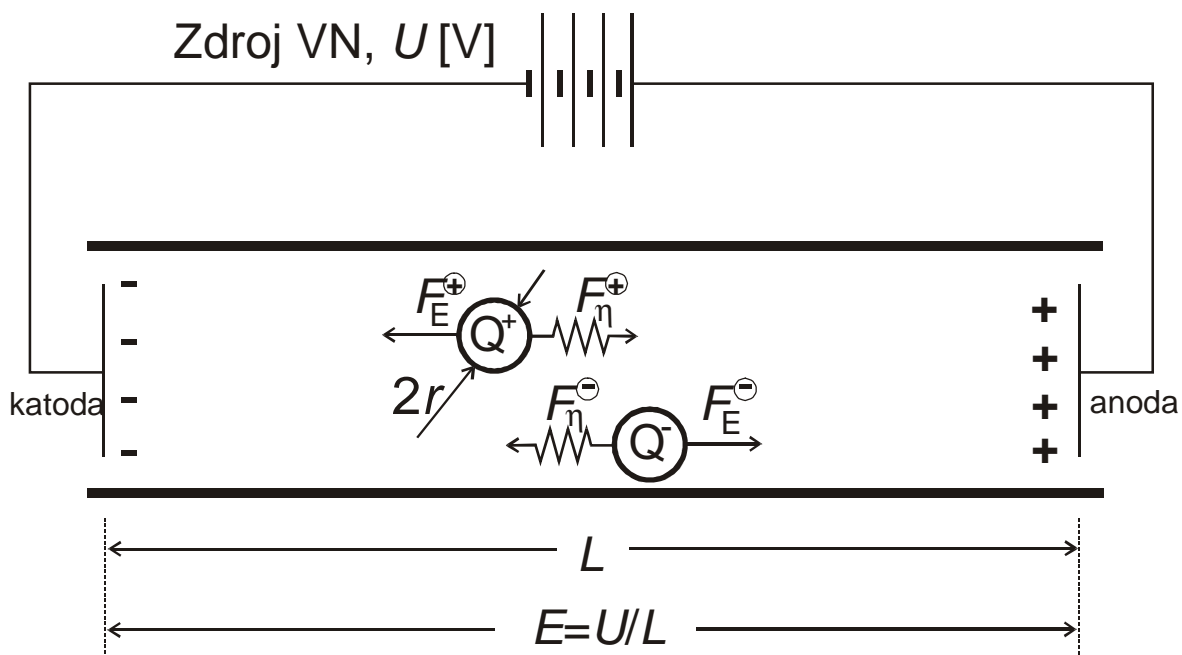 Zdroj VN, U [V]
- - - -
+ + + +
F_E^⊕ Q^+ F_η^⊕
2r
katoda
F_η^⊖ Q^- F_E^⊖
anoda
L
E=U/L